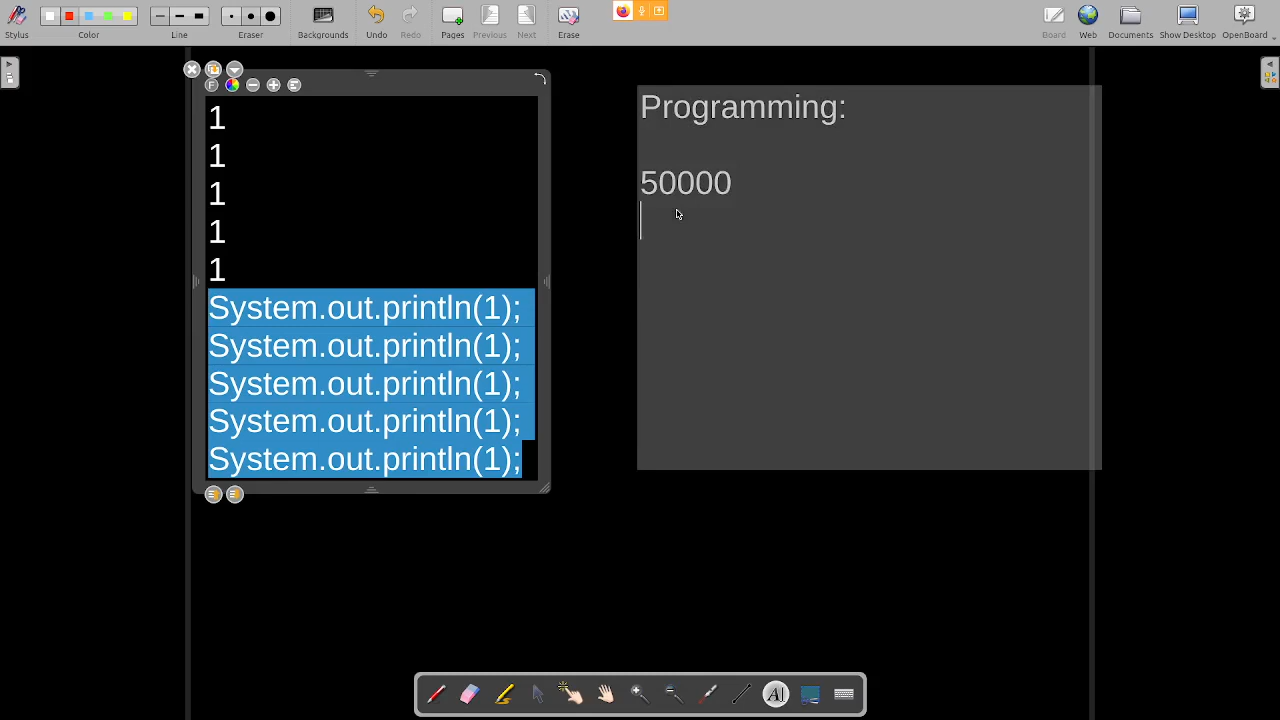 Stylus
Color
Line
Eraser
Backgrounds
Undo
Redo
Pages
Previous
Next
Erase
Board
Web
Documents
Show Desktop
OpenBoard
F
1
1
1
1
1
System.out.println(1);
System.out.println(1);
System.out.println(1);
System.out.println(1);
System.out.println(1);
Programming:
50000
AI